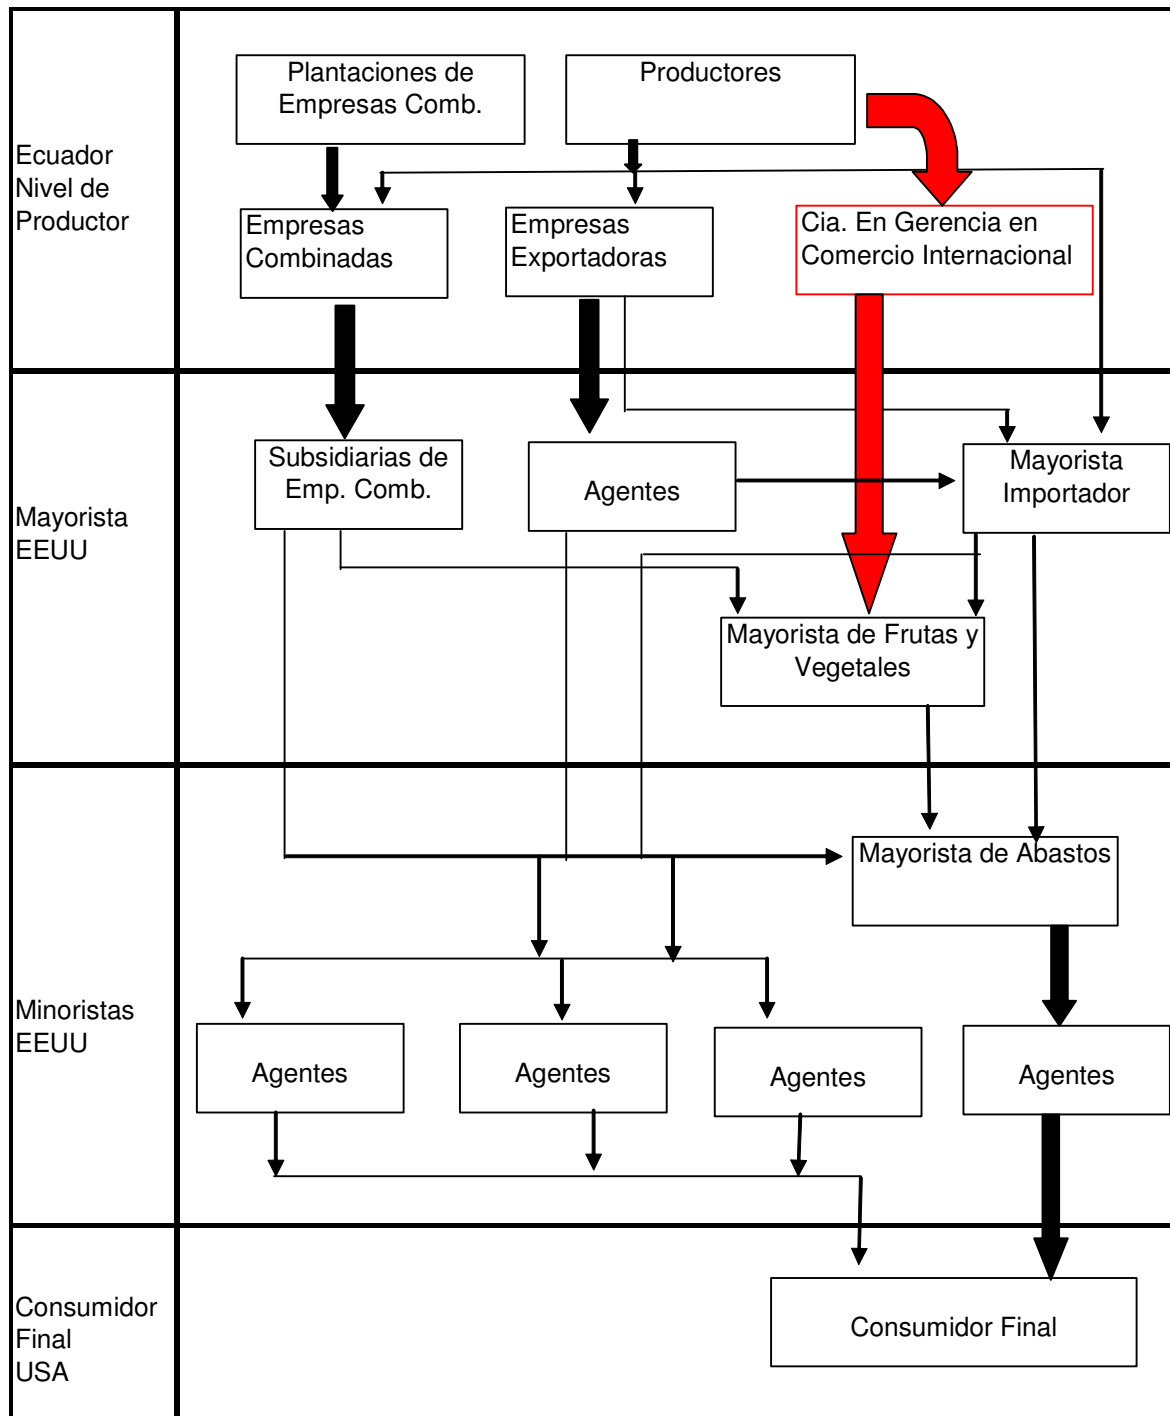 Plantaciones de
Empresas Comb.
Productores
Ecuador
Nivel de
Productor
Empresas
Combinadas
Empresas
Exportadoras
Cia. En Gerencia en
Comercio Internacional
Mayorista
EEUU
Subsidiarias de
Emp. Comb.
Agentes
Mayorista
Importador
Mayorista de Frutas y
Vegetales
Minoristas
EEUU
Mayorista de Abastos
Agentes
Agentes
Agentes
Agentes
Consumidor
Final
USA
Consumidor Final